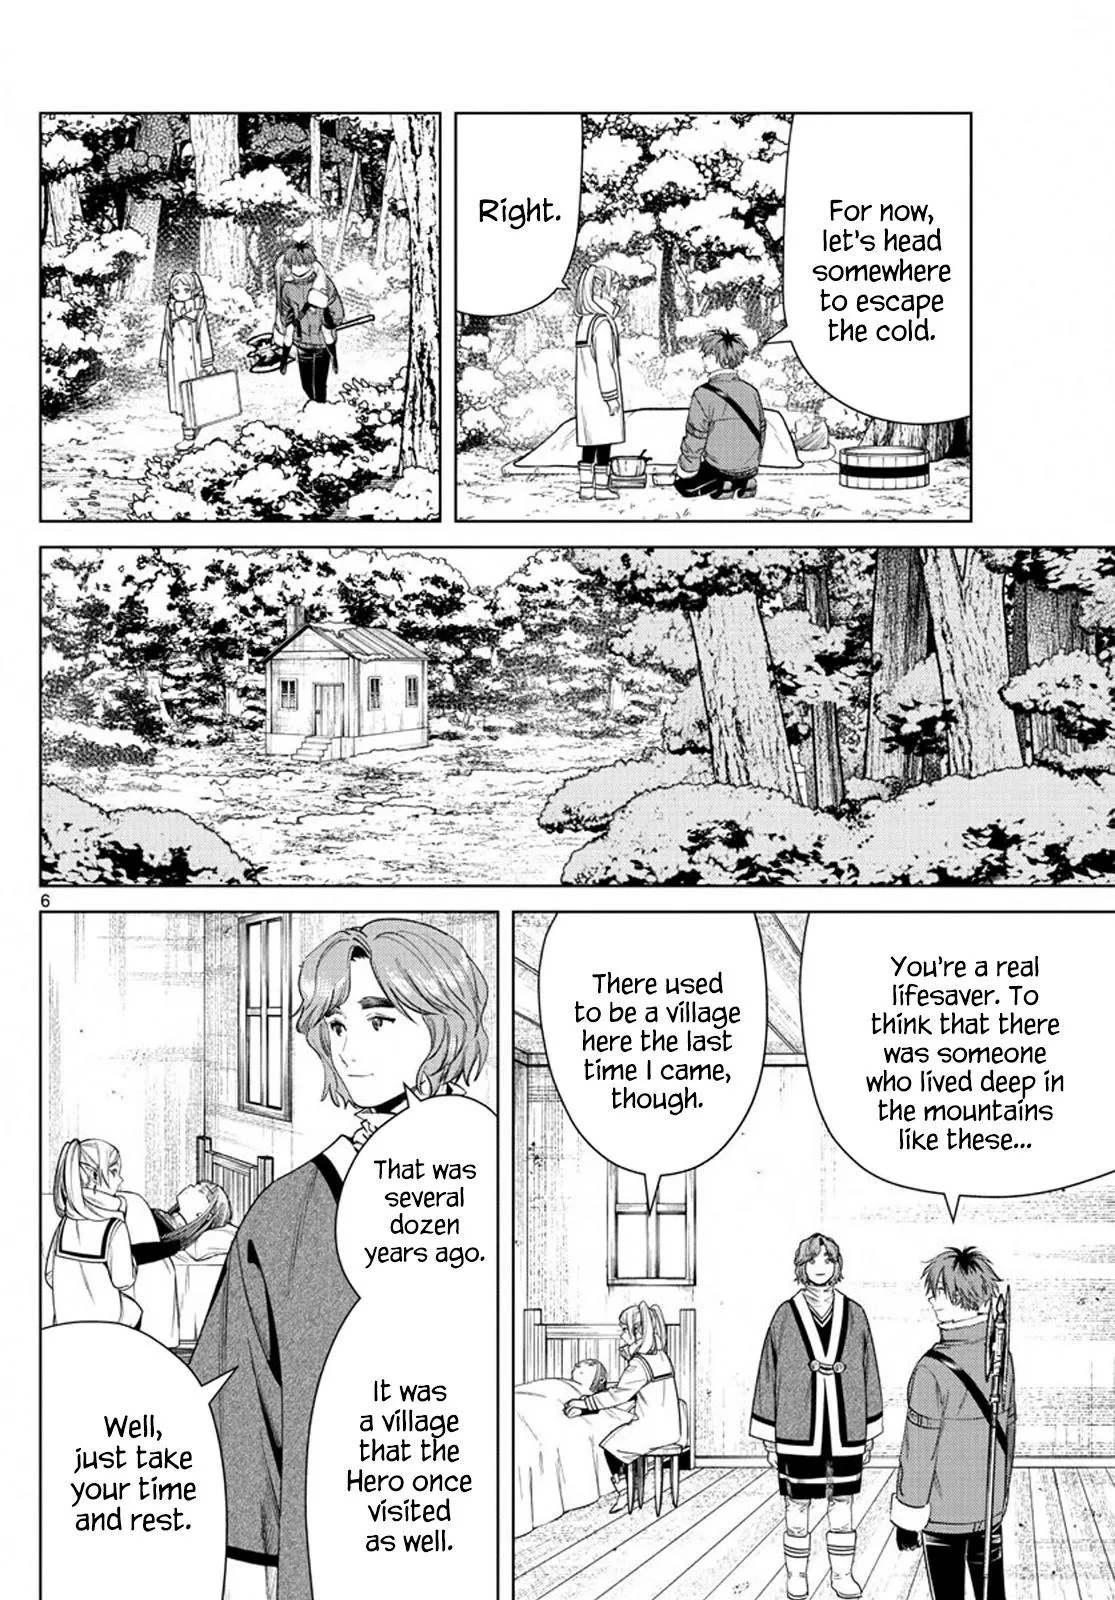 For now,
let's head
somewhere
to escape
the cold.
Right.
6
You're a real
lifesaver. To
think that there
was someone
who lived deep in
the mountains
like these...
There used
to be a village
here the last
time I came,
though.
That was
several
dozen
years ago.
It was
a village
that the
Hero once
visited
as well.
Well,
just take
your time
and rest.